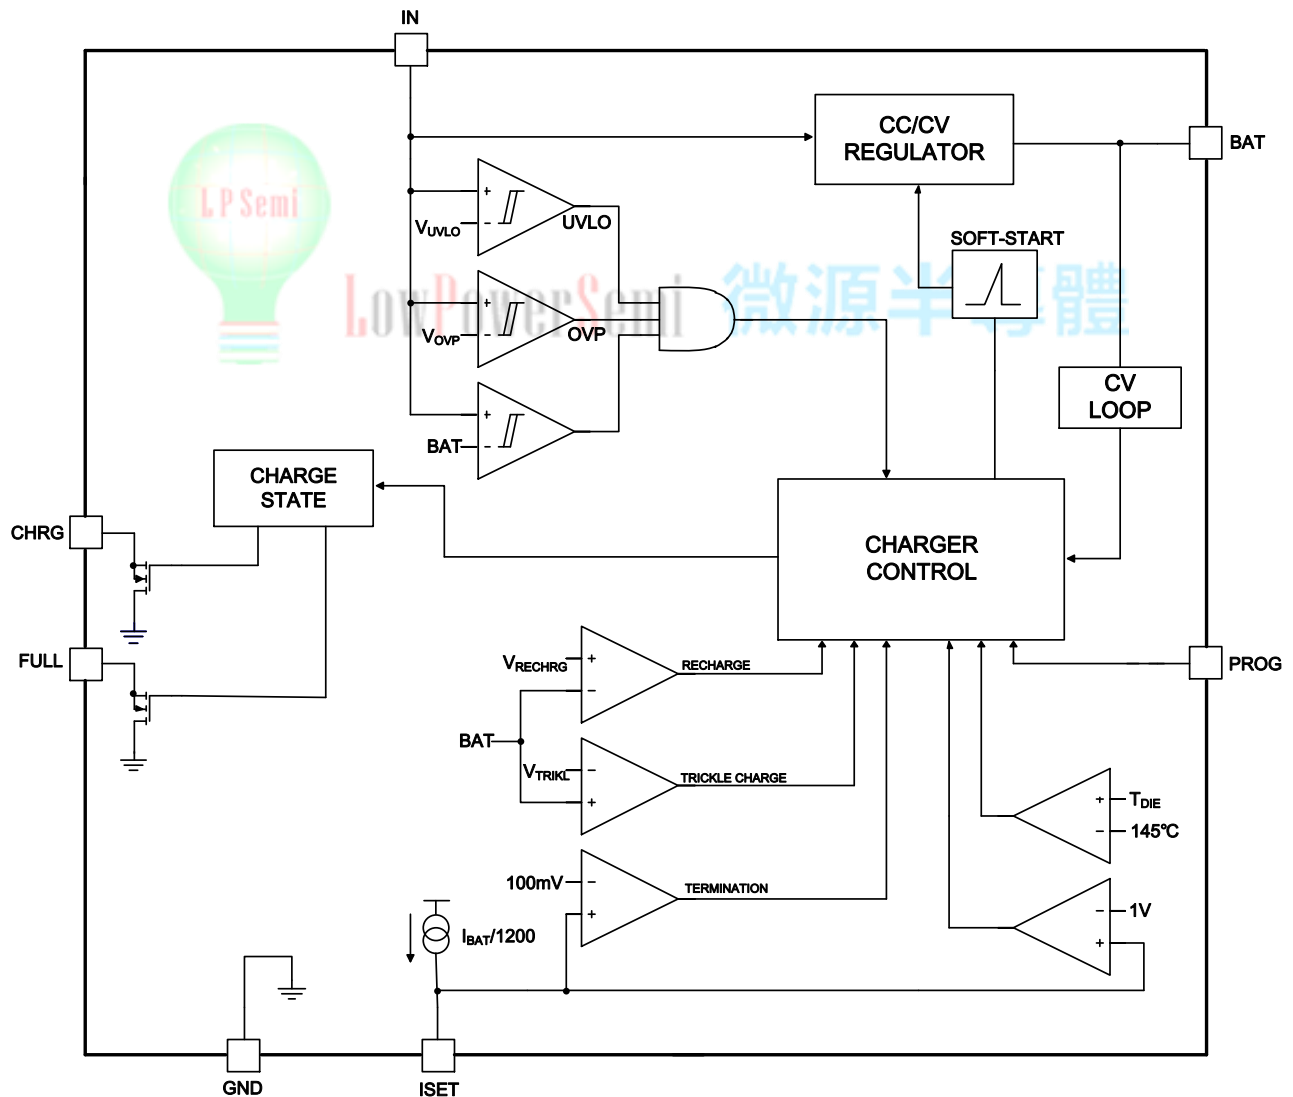 IN
CC/CV
REGULATOR
BAT
LP Semi
+
-
VUVLO
UVLO
SOFT-START
LowPowerSemi 微源半導體
+
-
VOVP
OVP
CV
LOOP
+
-
BAT
CHARGE
STATE
CHRG
CHARGER
CONTROL
FULL
PROG
VRECHRG
+
-
RECHARGE
BAT
VTRIKL
-
+
TRICKLE CHARGE
+
TDIE
-
145℃
100mV
-
+
TERMINATION
-
1V
+
IBAT/1200
GND
ISET